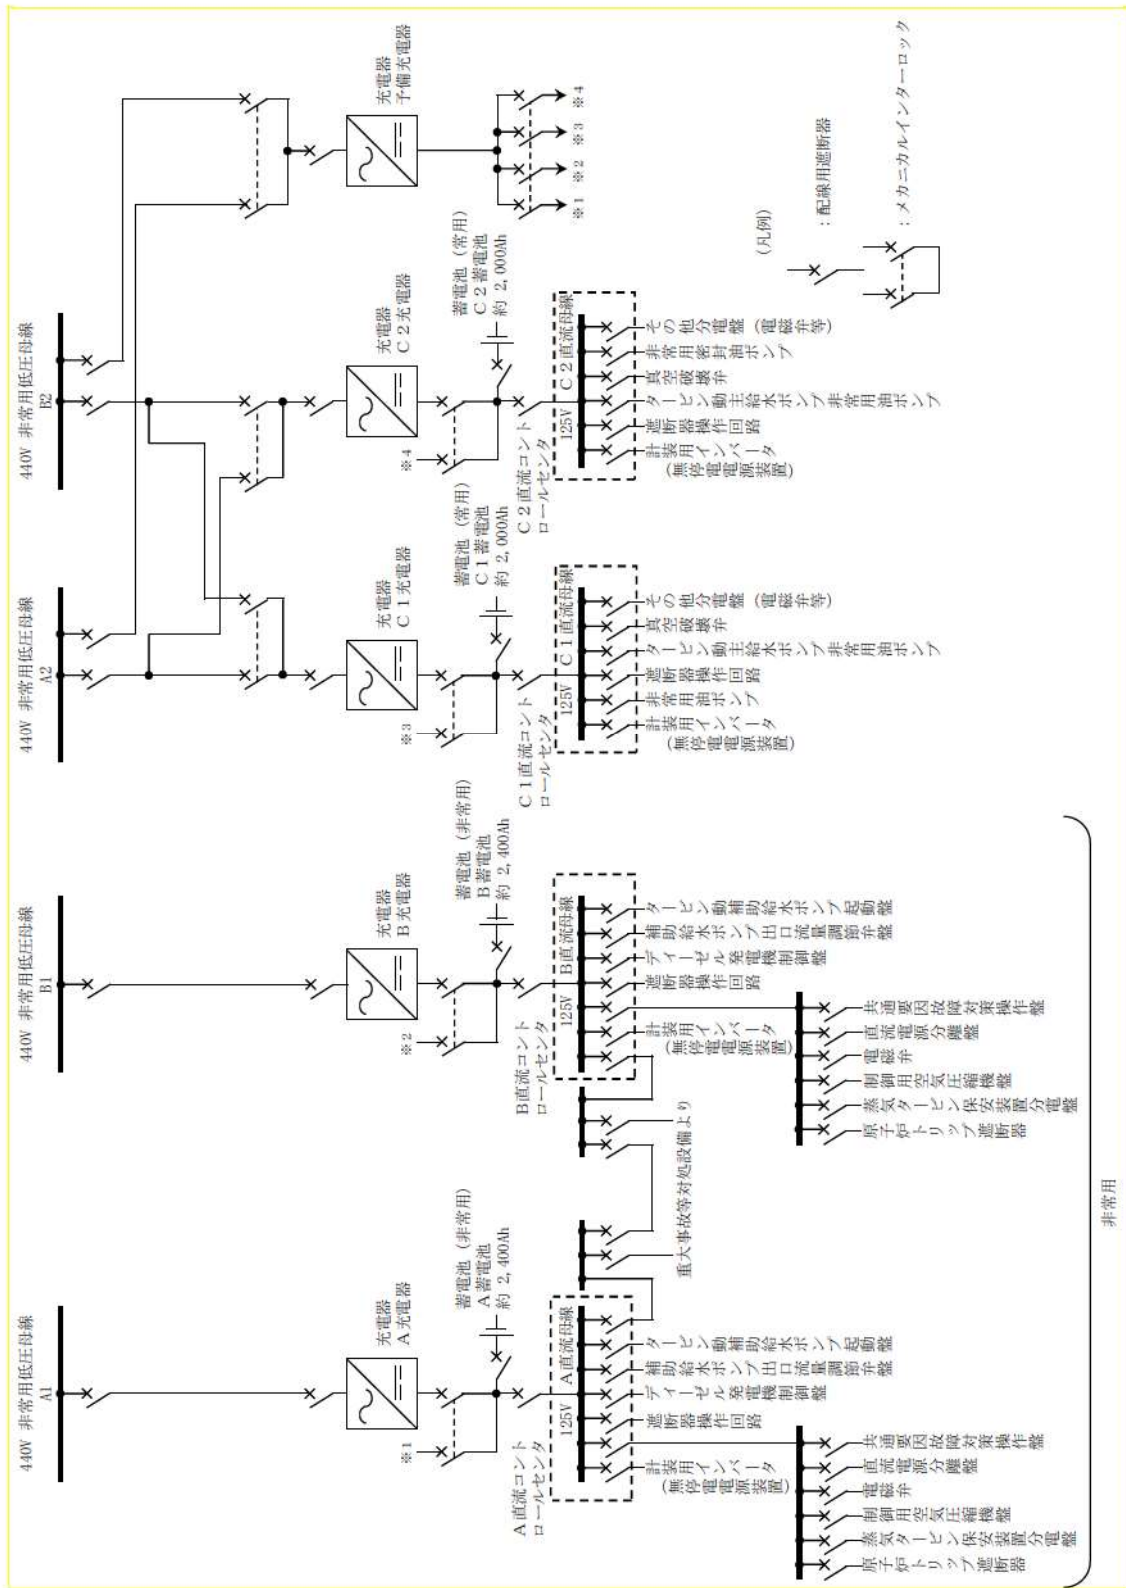 440V 非常用低圧母線
A1
440V 非常用低圧母線
B1
440V 非常用低圧母線
A2
440V 非常用低圧母線
B2
充電器
A充電器
充電器
B充電器
充電器
C1充電器
充電器
C2充電器
充電器
予備充電器
※1
※2
※3
※4
※1
※2
※3
※4
蓄電池(非常用)
A蓄電池
約 2,400Ah
蓄電池(非常用)
B蓄電池
約 2,400Ah
蓄電池(常用)
C1蓄電池
約 2,000Ah
蓄電池(常用)
C2蓄電池
約 2,000Ah
A直流コント
ロールセンタ
B直流コント
ロールセンタ
C1直流コント
ロールセンタ
C2直流コント
ロールセンタ
125V A直流母線
125V B直流母線
125V C1直流母線
125V C2直流母線
計装用インバータ
(無停電電源装置)
遮断器操作回路
ディーゼル発電機制御盤
補助給水ポンプ出口流量調節弁盤
タービン動補助給水ポンプ起動盤
重大事故等対処設備より
計装用インバータ
(無停電電源装置)
遮断器操作回路
ディーゼル発電機制御盤
補助給水ポンプ出口流量調節弁盤
タービン動補助給水ポンプ起動盤
計装用インバータ
(無停電電源装置)
非常用油ポンプ
遮断器操作回路
タービン動主給水ポンプ非常用油ポンプ
真空破壊弁
その他分電盤(電磁弁等)
計装用インバータ
(無停電電源装置)
遮断器操作回路
タービン動主給水ポンプ非常用油ポンプ
真空破壊弁
非常用密封油ポンプ
その他分電盤(電磁弁等)
原子炉トリップ遮断器
蒸気タービン保安装置分電盤
制御用空気圧縮機盤
電磁弁
直流電源分離盤
共通要因故障対策操作盤
原子炉トリップ遮断器
蒸気タービン保安装置分電盤
制御用空気圧縮機盤
電磁弁
直流電源分離盤
共通要因故障対策操作盤
非常用
(凡例)
:配線用遮断器
:メカニカルインターロック